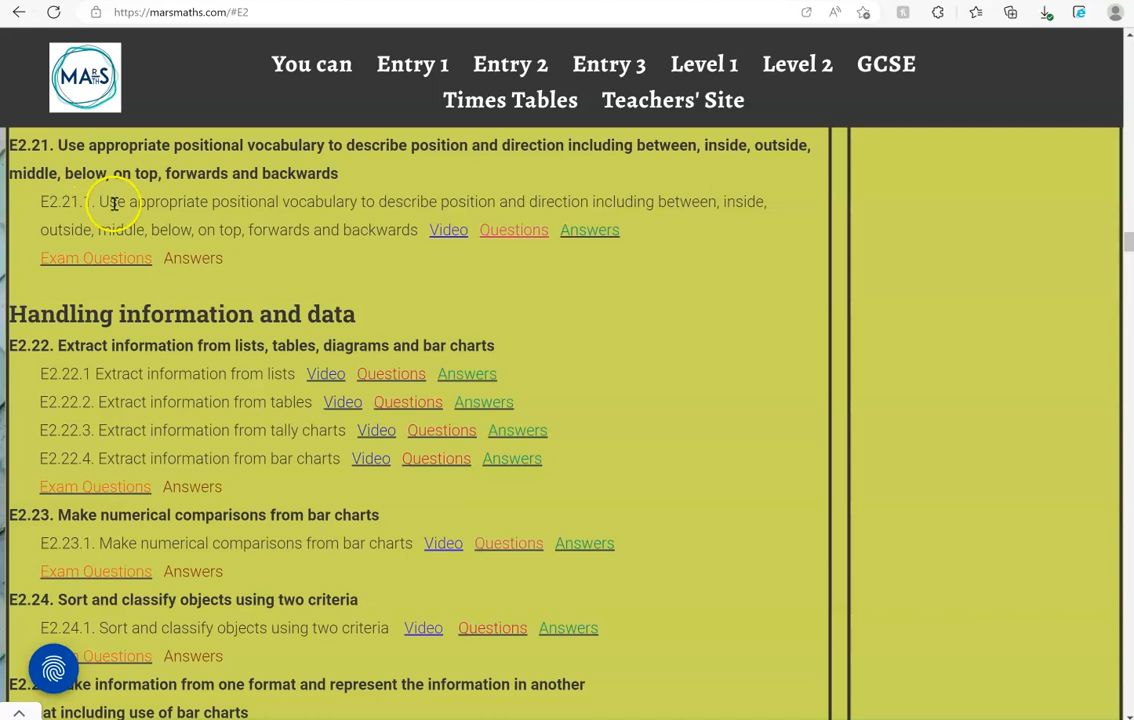 https://marsmaths.com/#E2
MARS
MATH
You can Entry 1 Entry 2 Entry 3 Level 1 Level 2 GCSE
Times Tables Teachers' Site
E2.21. Use appropriate positional vocabulary to describe position and direction including between, inside, outside,
middle, below, on top, forwards and backwards
E2.21.1. Use appropriate positional vocabulary to describe position and direction including between, inside,
outside, middle, below, on top, forwards and backwards Video Questions Answers
Exam Questions Answers
Handling information and data
E2.22. Extract information from lists, tables, diagrams and bar charts
E2.22.1 Extract information from lists Video Questions Answers
E2.22.2. Extract information from tables Video Questions Answers
E2.22.3. Extract information from tally charts Video Questions Answers
E2.22.4. Extract information from bar charts Video Questions Answers
Exam Questions Answers
E2.23. Make numerical comparisons from bar charts
E2.23.1. Make numerical comparisons from bar charts Video Questions Answers
Exam Questions Answers
E2.24. Sort and classify objects using two criteria
E2.24.1. Sort and classify objects using two criteria Video Questions Answers
Questions Answers
information from one format and represent the information in another
including use of bar charts